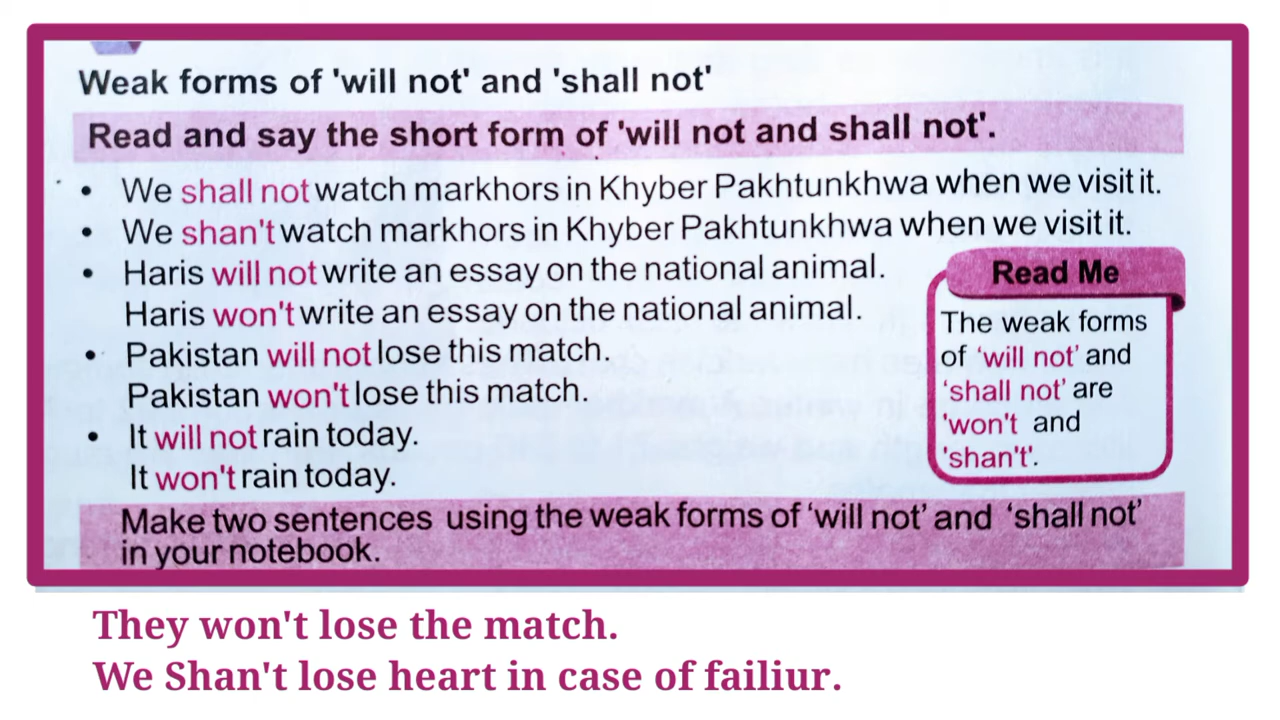 Weak forms of 'will not' and 'shall not'
Read and say the short form of 'will not and shall not'.
• We shall not watch markhors in Khyber Pakhtunkhwa when we visit it.
• We shan't watch markhors in Khyber Pakhtunkhwa when we visit it.
• Haris will not write an essay on the national animal.
Haris won't write an essay on the national animal.
• Pakistan will not lose this match.
Pakistan won't lose this match.
• It will not rain today.
It won't rain today.
Read Me
The weak forms
of 'will not' and
'shall not' are
'won't and
'shan't'.
Make two sentences using the weak forms of 'will not' and 'shall not'
in your notebook.
They won't lose the match.
We Shan't lose heart in case of failiur.